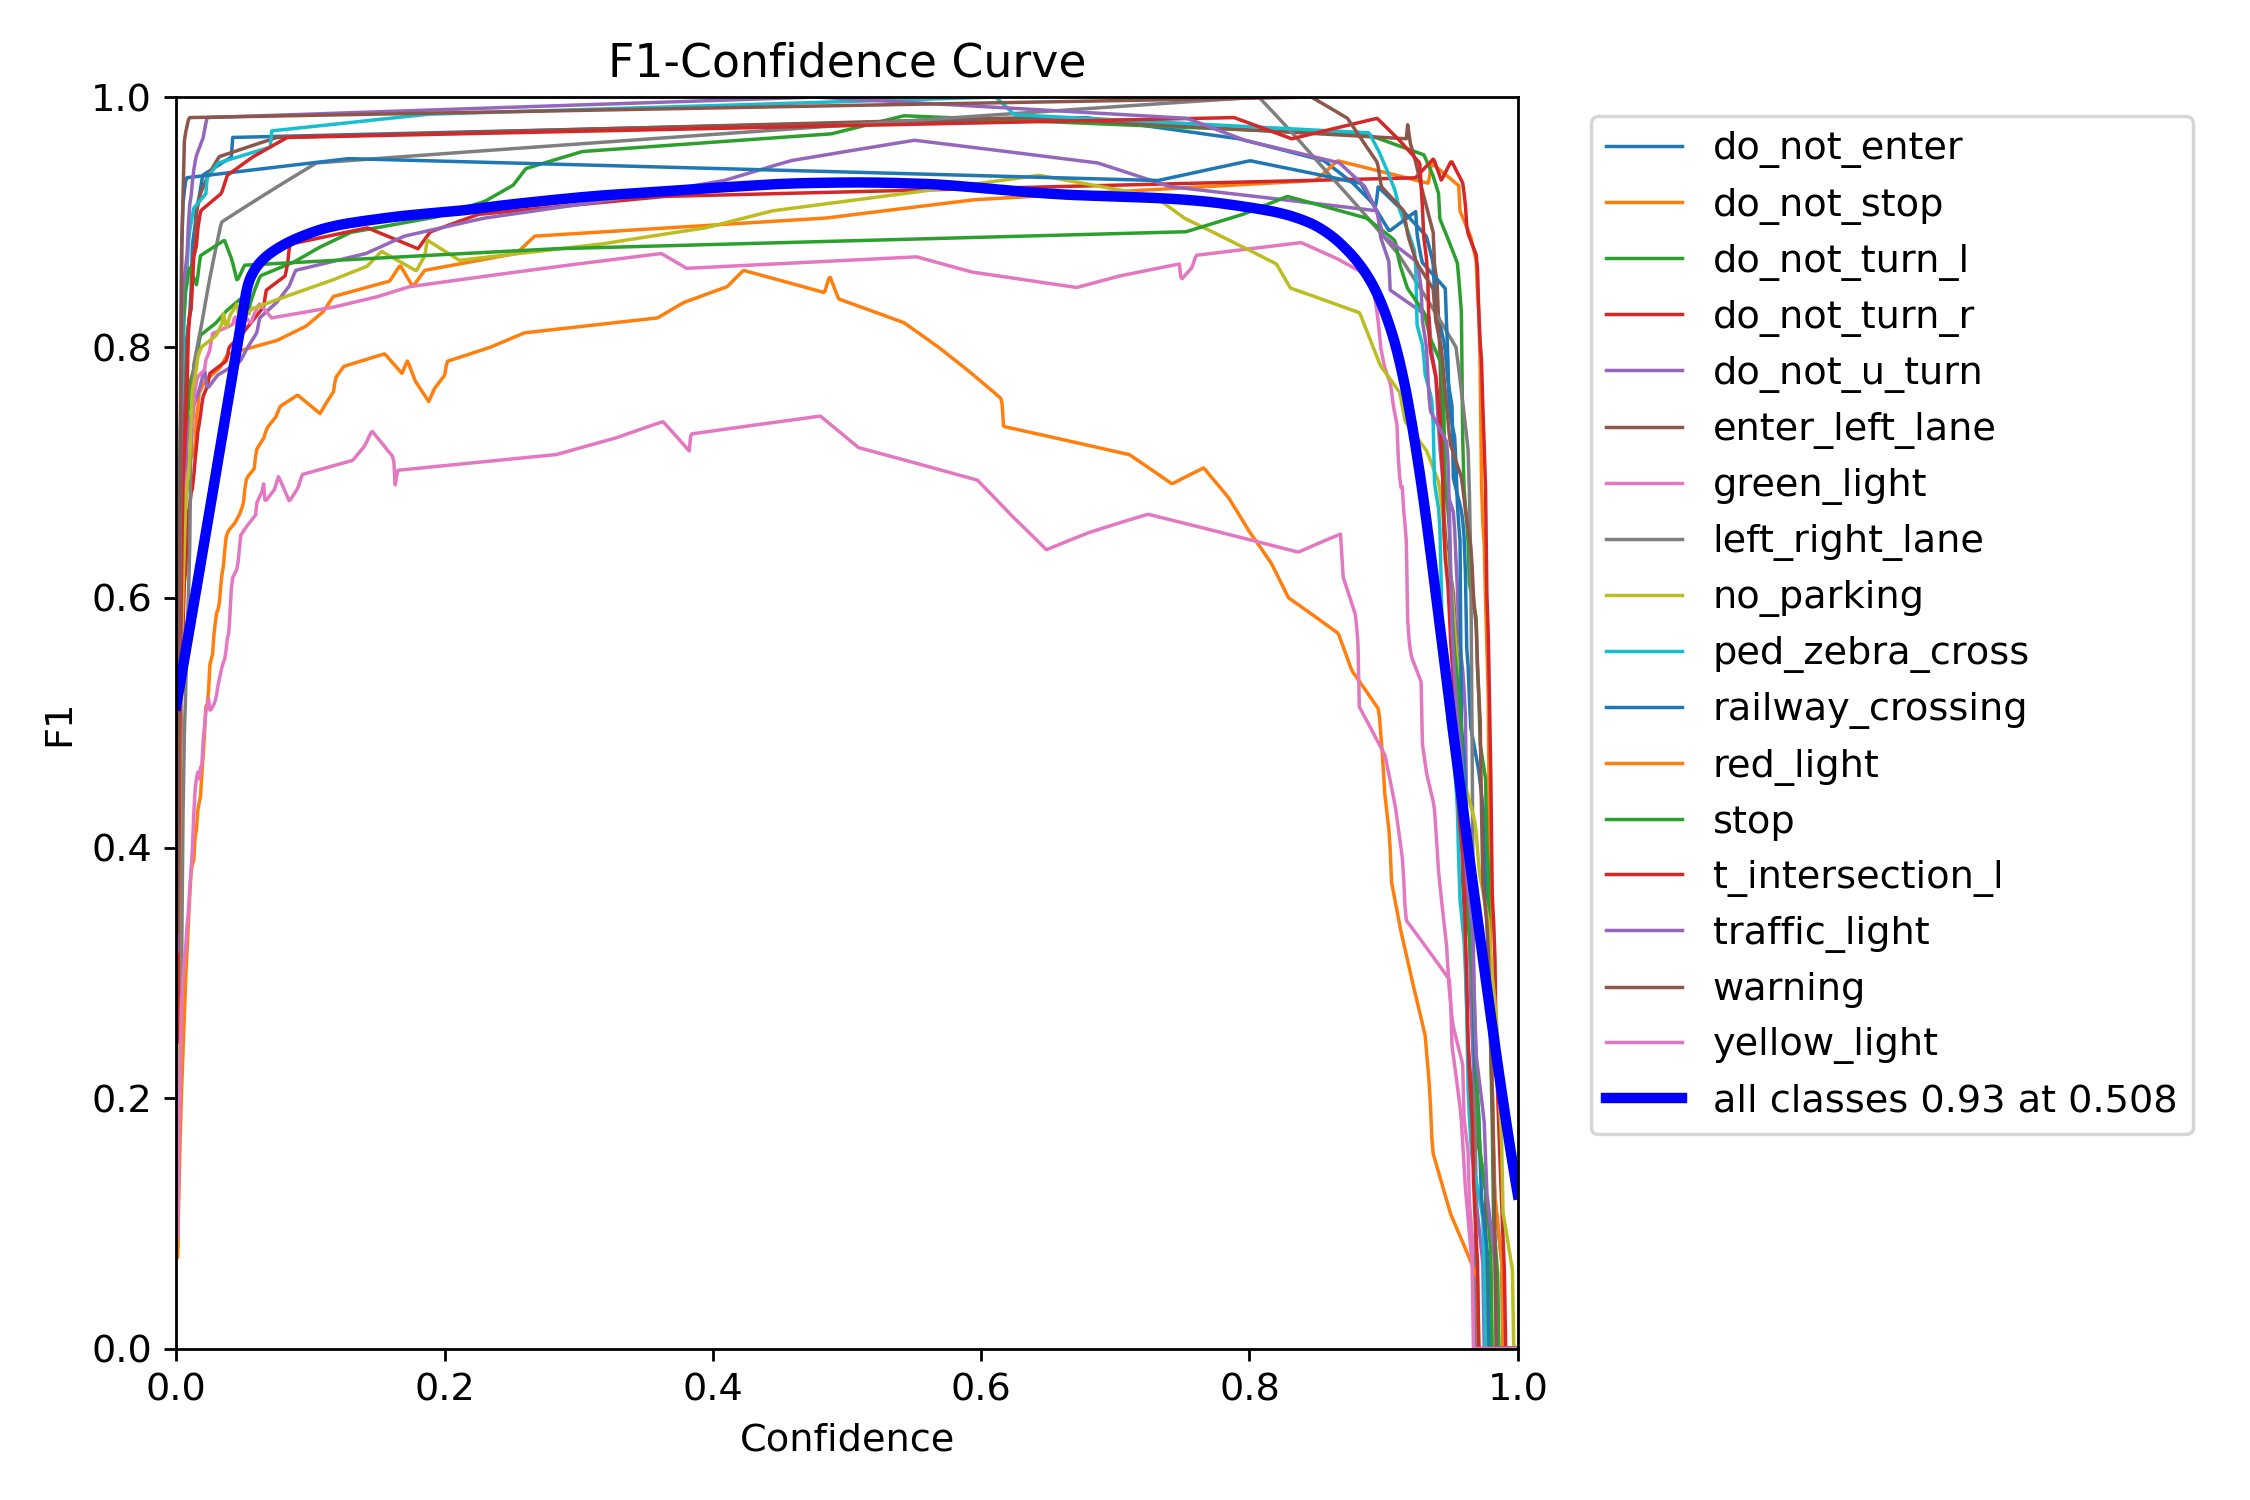 F1-Confidence Curve
1.0
0.8
0.6
0.4
0.2
0.0
F1
0.0 0.2 0.4 0.6 0.8 1.0
Confidence
do_not_enter
do_not_stop
do_not_turn_l
do_not_turn_r
do_not_u_turn
enter_left_lane
green_light
left_right_lane
no_parking
ped_zebra_cross
railway_crossing
red_light
stop
t_intersection_l
traffic_light
warning
yellow_light
all classes 0.93 at 0.508